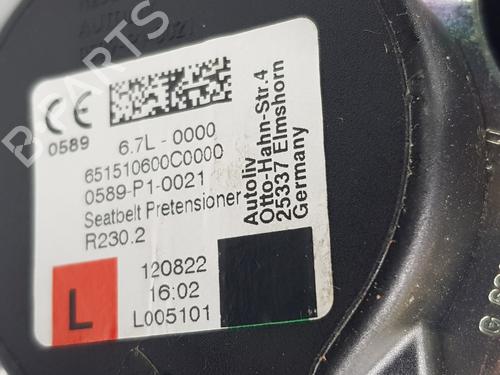 CE
0589
6.7L - 0000
651510600C0000
0589-P1-0021
Seatbelt Pretensioner
R230.2
Autoliv
Otto-Hahn-Str.4
25337 Elmshorn
Germany
L
120822
16:02
L005101
B-PARTS